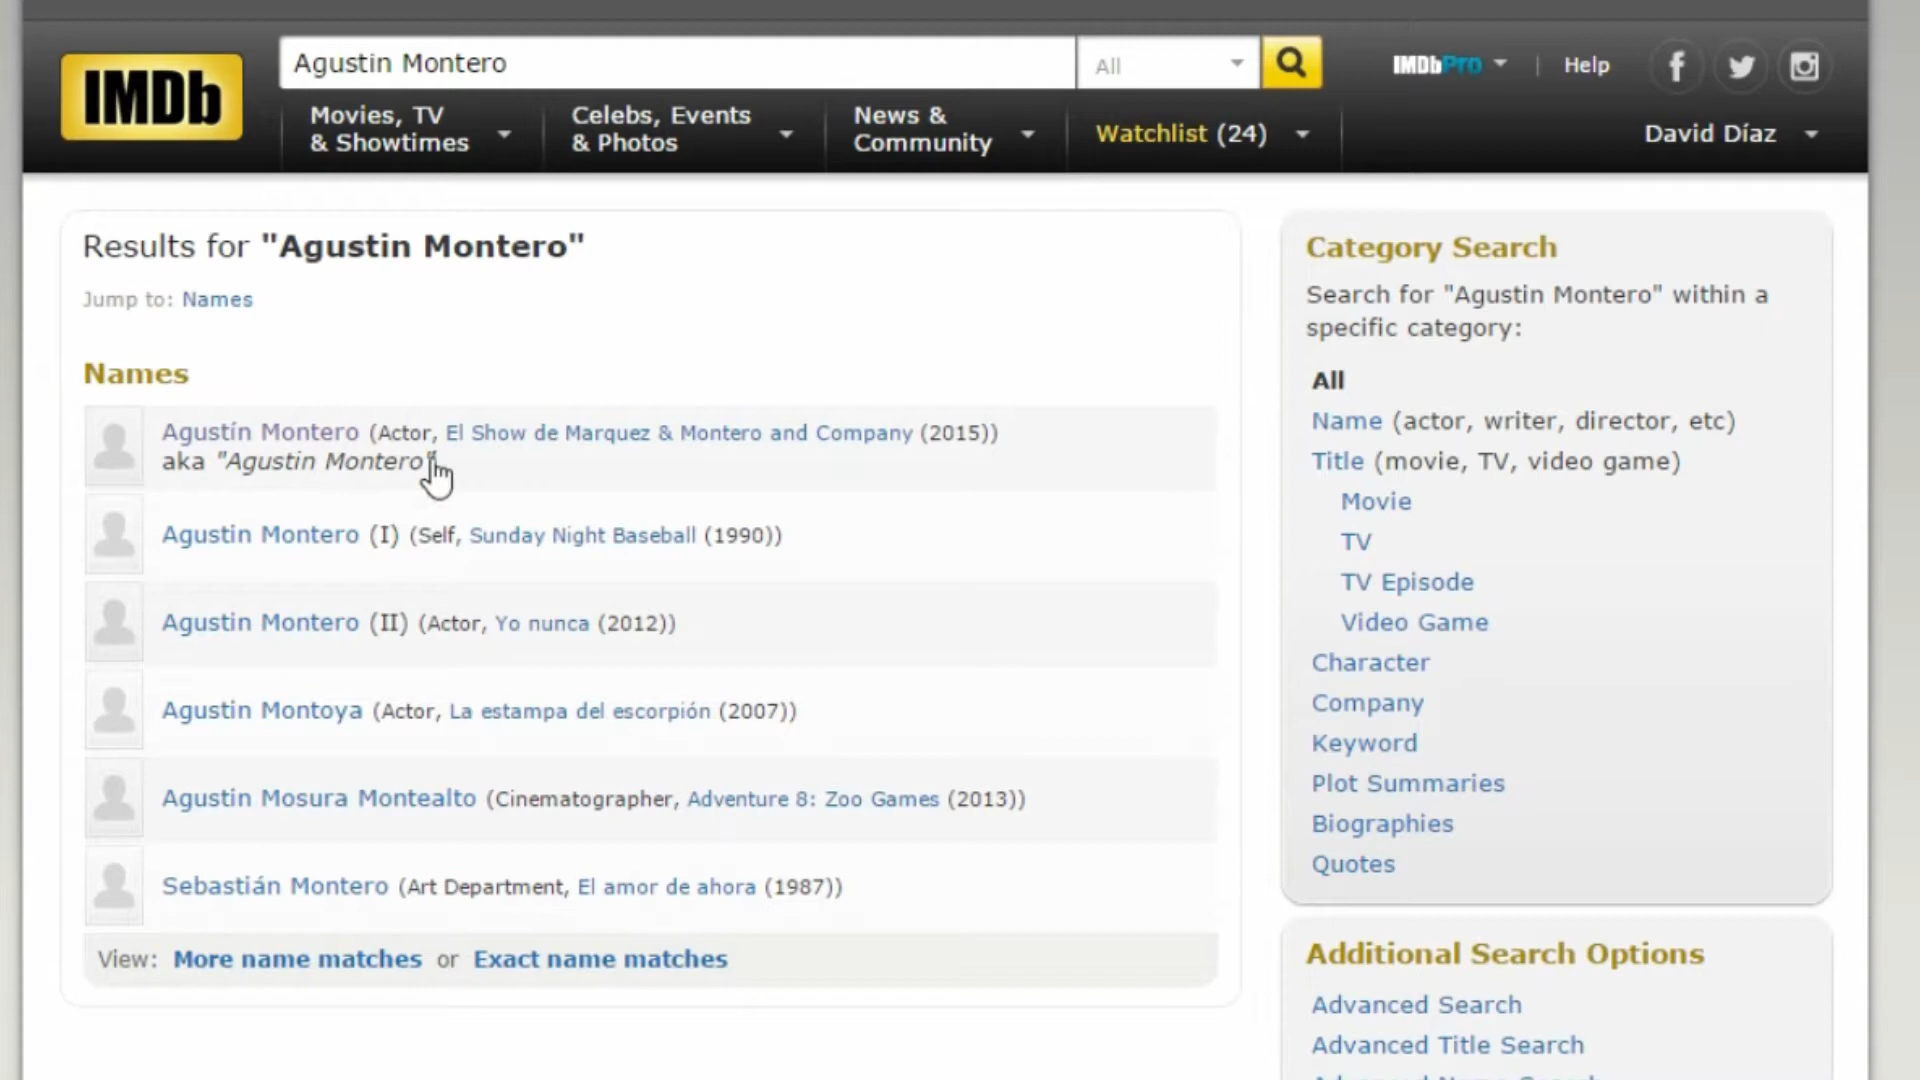 IMDb
Agustin Montero
All
IMDbPro
Help
Movies, TV
& Showtimes
Celebs, Events
& Photos
News &
Community
Watchlist (24)
David Díaz
Results for "Agustin Montero"
Jump to: Names
Names
Agustín Montero (Actor, El Show de Marquez & Montero and Company (2015))
aka "Agustin Montero"
Agustin Montero (I) (Self, Sunday Night Baseball (1990))
Agustin Montero (II) (Actor, Yo nunca (2012))
Agustin Montoya (Actor, La estampa del escorpión (2007))
Agustin Mosura Montealto (Cinematographer, Adventure 8: Zoo Games (2013))
Sebastián Montero (Art Department, El amor de ahora (1987))
View: More name matches or Exact name matches
Category Search
Search for "Agustin Montero" within a
specific category:
All
Name (actor, writer, director, etc)
Title (movie, TV, video game)
Movie
TV
TV Episode
Video Game
Character
Company
Keyword
Plot Summaries
Biographies
Quotes
Additional Search Options
Advanced Search
Advanced Title Search